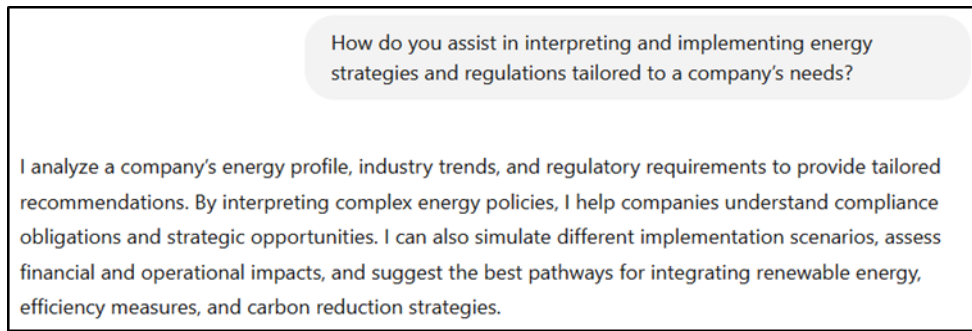 How do you assist in interpreting and implementing energy
strategies and regulations tailored to a company’s needs?
I analyze a company’s energy profile, industry trends, and regulatory requirements to provide tailored
recommendations. By interpreting complex energy policies, I help companies understand compliance
obligations and strategic opportunities. I can also simulate different implementation scenarios, assess
financial and operational impacts, and suggest the best pathways for integrating renewable energy,
efficiency measures, and carbon reduction strategies.